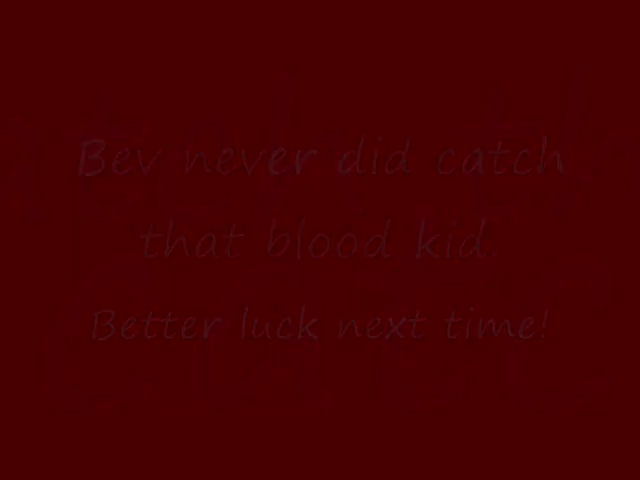 Bev never did catch
that blood kid.
Better luck next time!